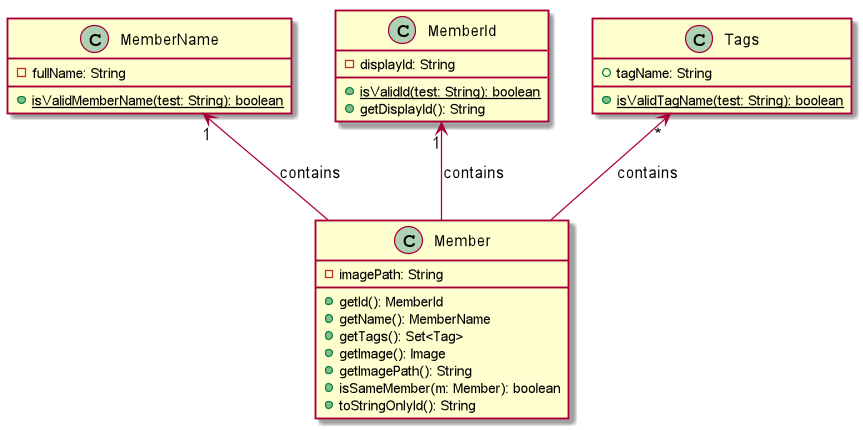 C MemberName
fullName: String
isValidMemberName(test: String): boolean
C MemberId
displayId: String
isValidId(test: String): boolean
getDisplayId(): String
C Tags
tagName: String
isValidTagName(test: String): boolean
1
1
*
contains
contains
contains
C Member
imagePath: String
getId(): MemberId
getName(): MemberName
getTags(): Set<Tag>
getImage(): Image
getImagePath(): String
isSameMember(m: Member): boolean
toStringOnlyId(): String